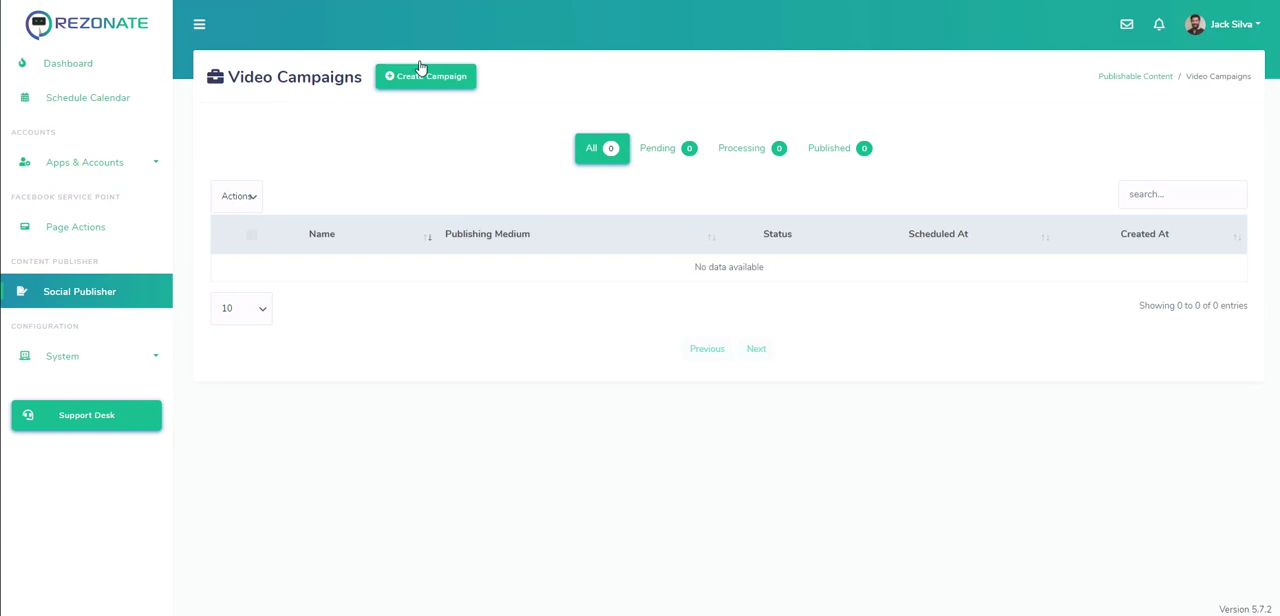 REZONATE
Jack Silva
Dashboard
Schedule Calendar
ACCOUNTS
Apps & Accounts
FACEBOOK SERVICE POINT
Page Actions
CONTENT PUBLISHER
Social Publisher
CONFIGURATION
System
Support Desk
Video Campaigns
Create Campaign
Publishable Content / Video Campaigns
All 0 Pending 0 Processing 0 Published 0
Actions
search...
Name Publishing Medium Status Scheduled At Created At
No data available
10
Showing 0 to 0 of 0 entries
Previous Next
Version 5.7.2